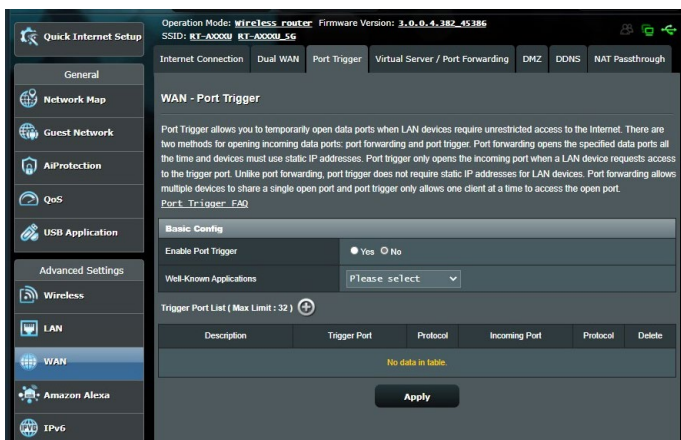 Operation Mode: Wireless router Firmware Version: 3.0.0.4.382_45386
SSID: RT-AXXXU RT-AXXXU_5G
Quick Internet Setup
General
Network Map
Guest Network
AiProtection
QoS
USB Application
Advanced Settings
Wireless
LAN
WAN
Amazon Alexa
IPv6
Internet Connection Dual WAN Port Trigger Virtual Server / Port Forwarding DMZ DDNS NAT Passthrough
WAN - Port Trigger
Port Trigger allows you to temporarily open data ports when LAN devices require unrestricted access to the Internet. There are
two methods for opening incoming data ports: port forwarding and port trigger. Port forwarding opens the specified data ports all
the time and devices must use static IP addresses. Port trigger only opens the incoming port when a LAN device requests access
to the trigger port. Unlike port forwarding, port trigger does not require static IP addresses for LAN devices. Port forwarding allows
multiple devices to share a single open port and port trigger only allows one client at a time to access the open port.
Port Trigger FAQ
Basic Config
Enable Port Trigger Yes No
Well-Known Applications Please select
Trigger Port List ( Max Limit : 32 )
Description Trigger Port Protocol Incoming Port Protocol Delete
No data in table.
Apply